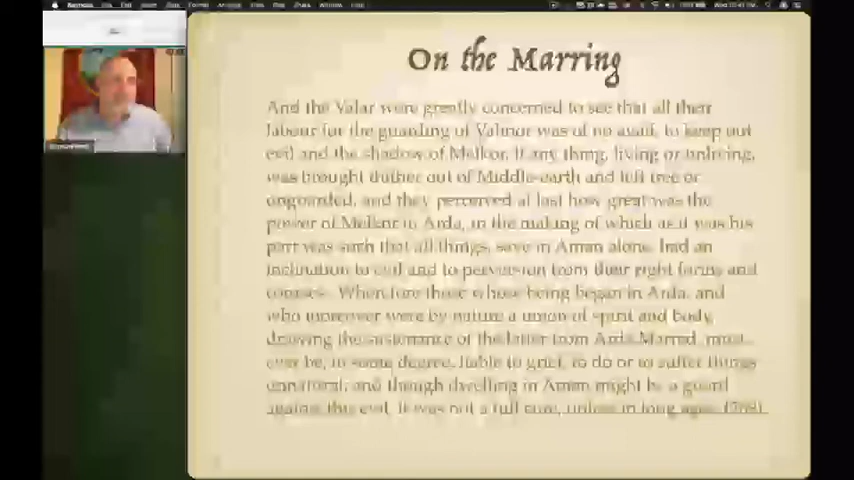 On the Marring
And the Valar were greatly concerned to see that all their
labour for the guarding of Valinor was of no avail to keep out
evil and the shadow of Melkor, if any thing, living or unliving,
was brought thither out of Middle-earth and left free or
unguarded, and they perceived at last how great was the
power of Melkor in Arda, in the making of which as it was his
part was such that all things, save in Aman alone, had an
inclination to evil and to perversion from their right forms and
courses. Wherefore those whose being began in Arda, and
who moreover were by nature a union of spirit and body,
drawing the sustenance of the latter from Arda Marred, must
ever be, in some degree, liable to grief, to do or to suffer things
unnatural; and though dwelling in Aman might be a guard
against this evil, it was not a full cure, unless in long ages.